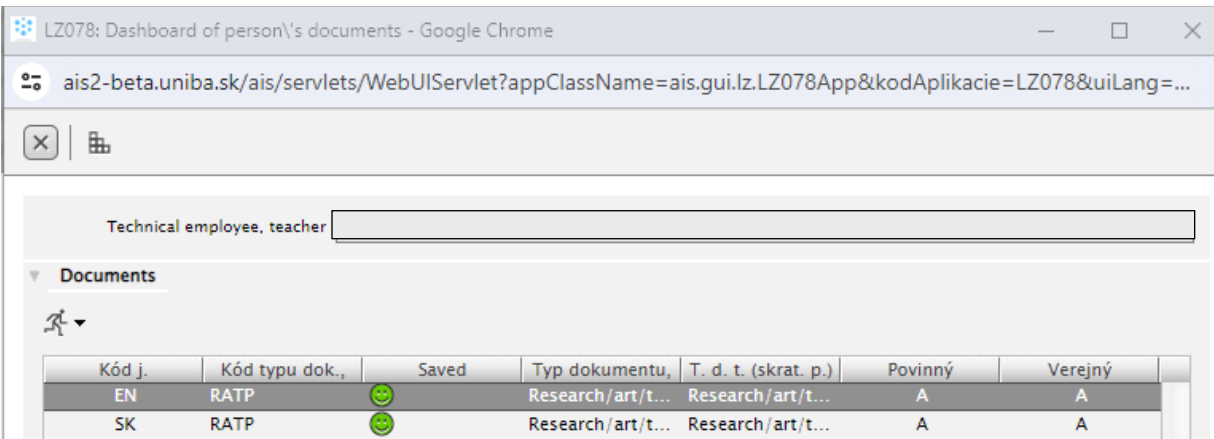 LZ078: Dashboard of person\'s documents - Google Chrome
ais2-beta.uniba.sk/ais/servlets/WebUIServlet?appClassName=ais.gui.lz.LZ078App&kodAplikacie=LZ078&uiLang=...
Technical employee, teacher
Documents
Kód j. Kód typu dok., Saved Typ dokumentu, T. d. t. (skrat. p.) Povinný Verejný
EN RATP Research/art/t... Research/art/t... A A
SK RATP Research/art/t... Research/art/t... A A